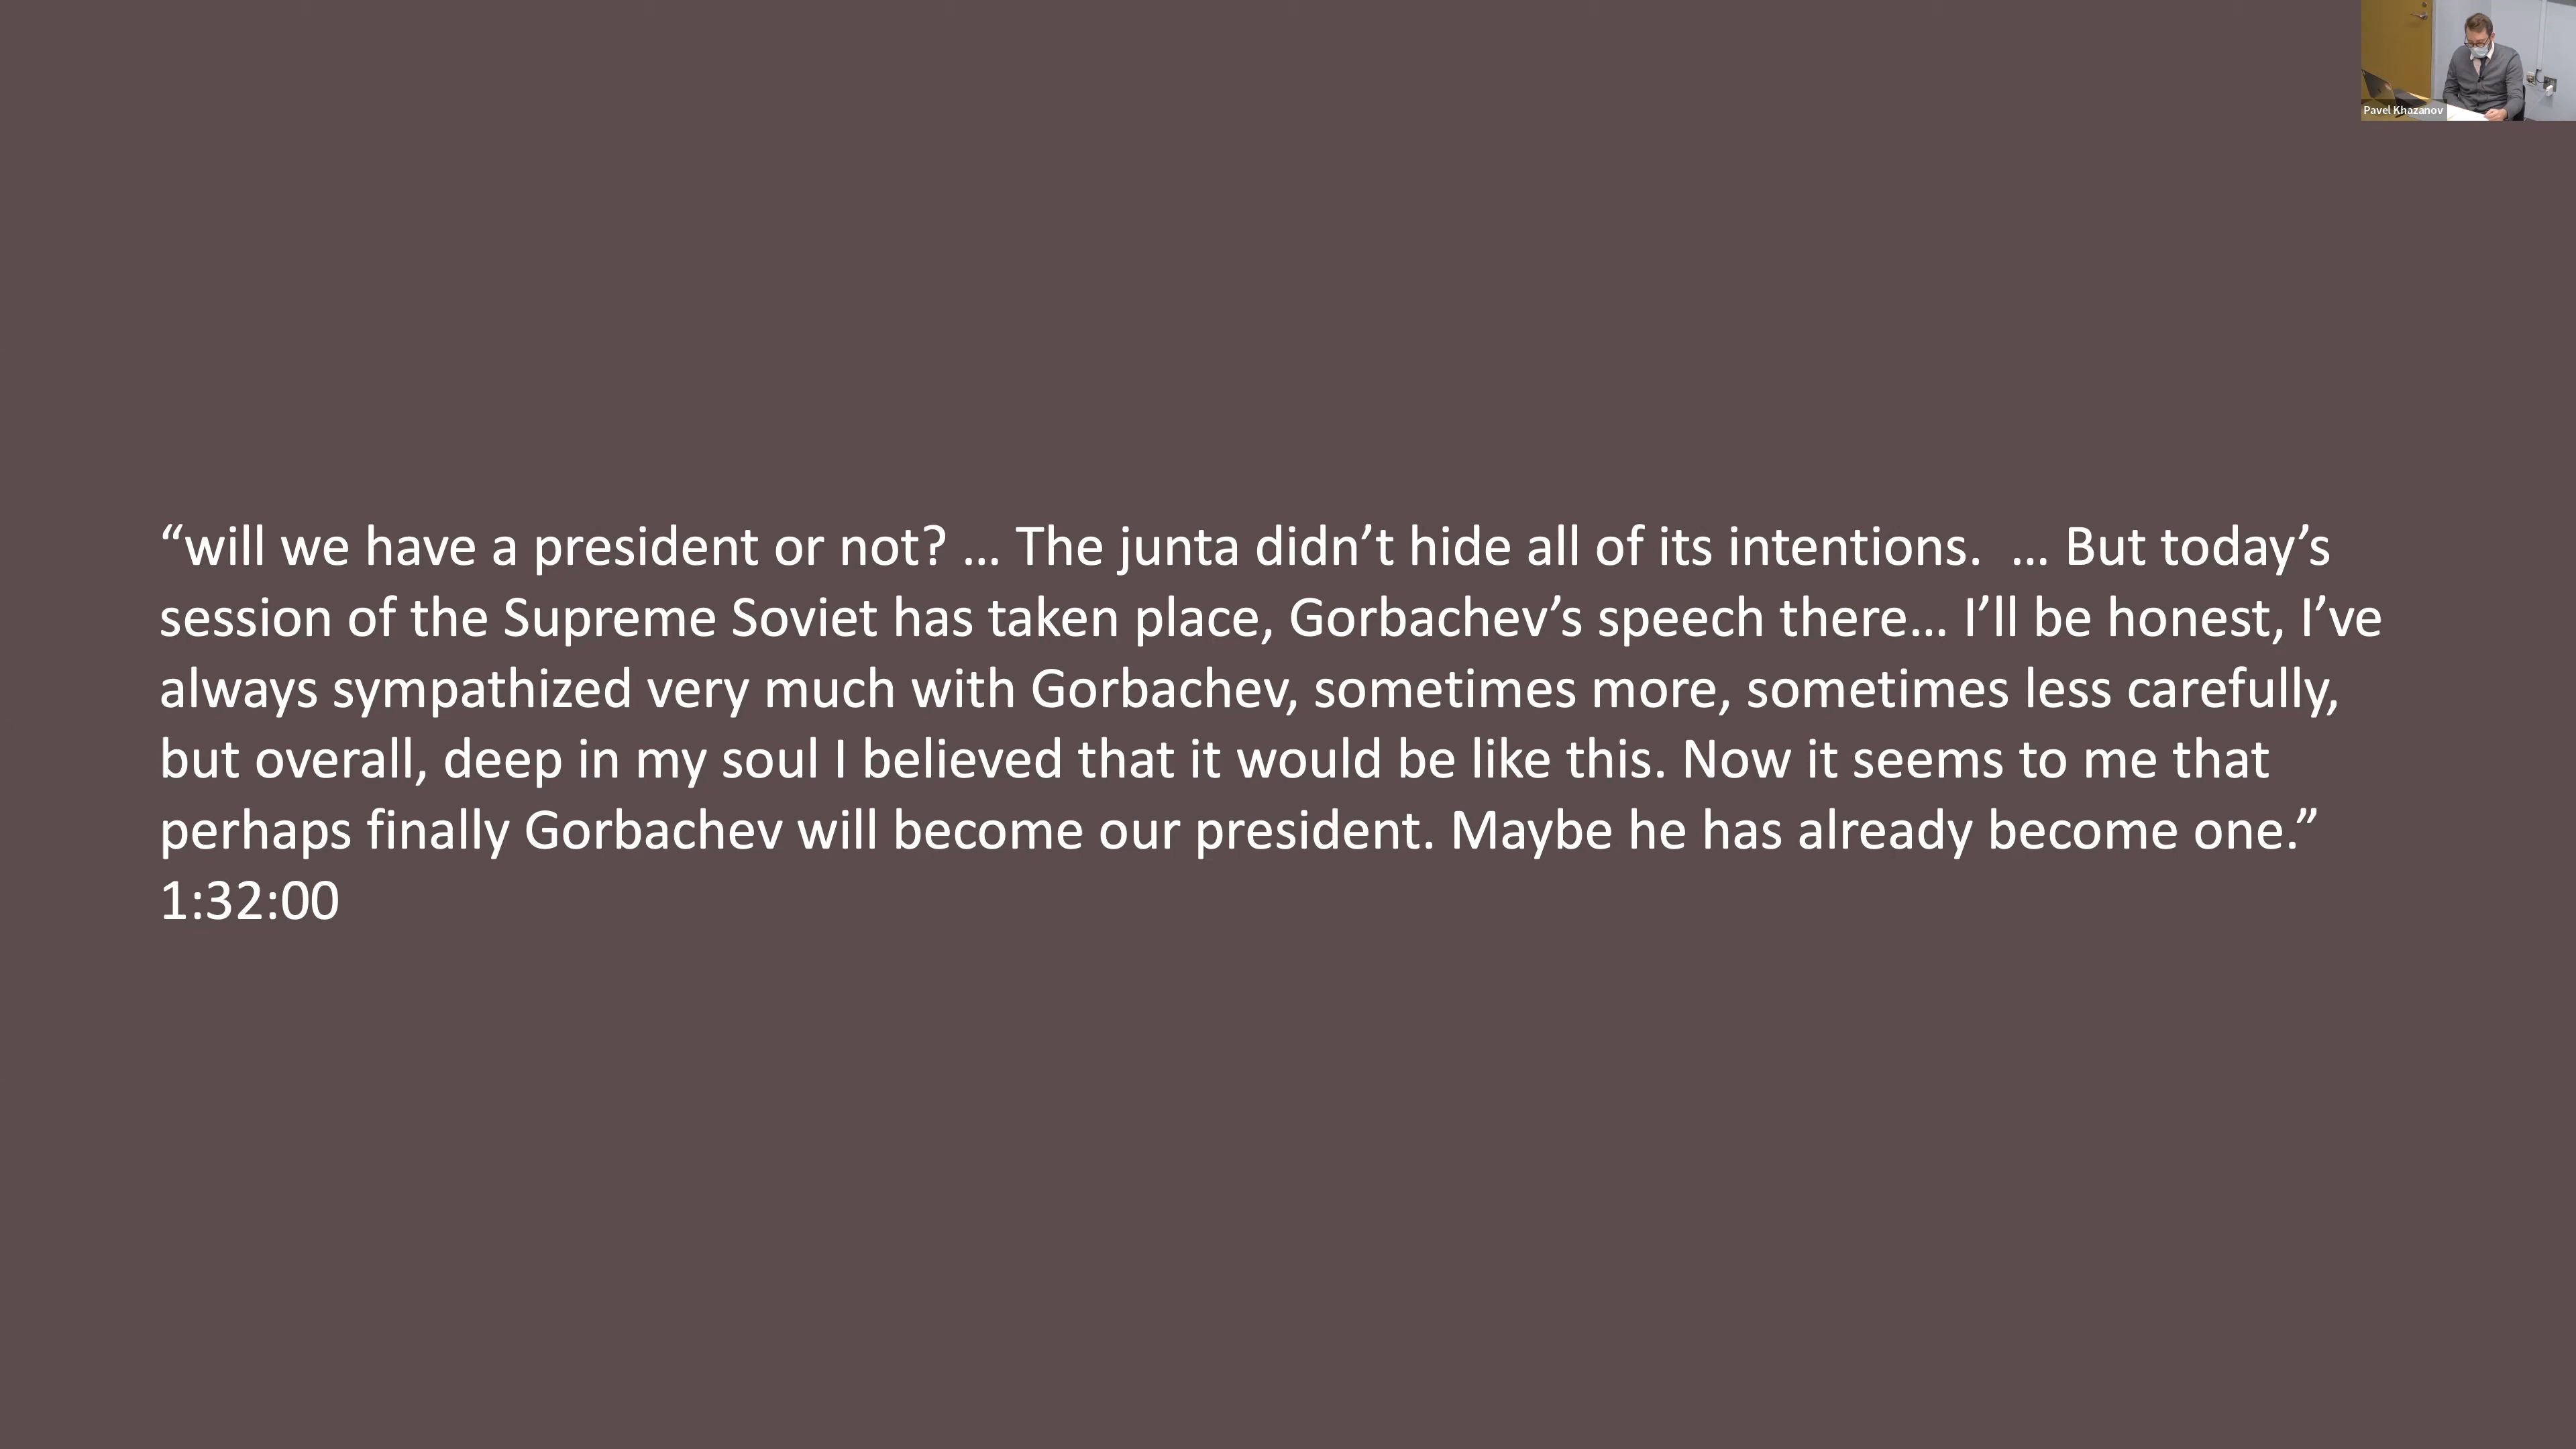 Pavel Khazanov
“will we have a president or not? … The junta didn’t hide all of its intentions.  … But today’s
session of the Supreme Soviet has taken place, Gorbachev’s speech there… I’ll be honest, I’ve
always sympathized very much with Gorbachev, sometimes more, sometimes less carefully,
but overall, deep in my soul I believed that it would be like this. Now it seems to me that
perhaps finally Gorbachev will become our president. Maybe he has already become one.”
1:32:00